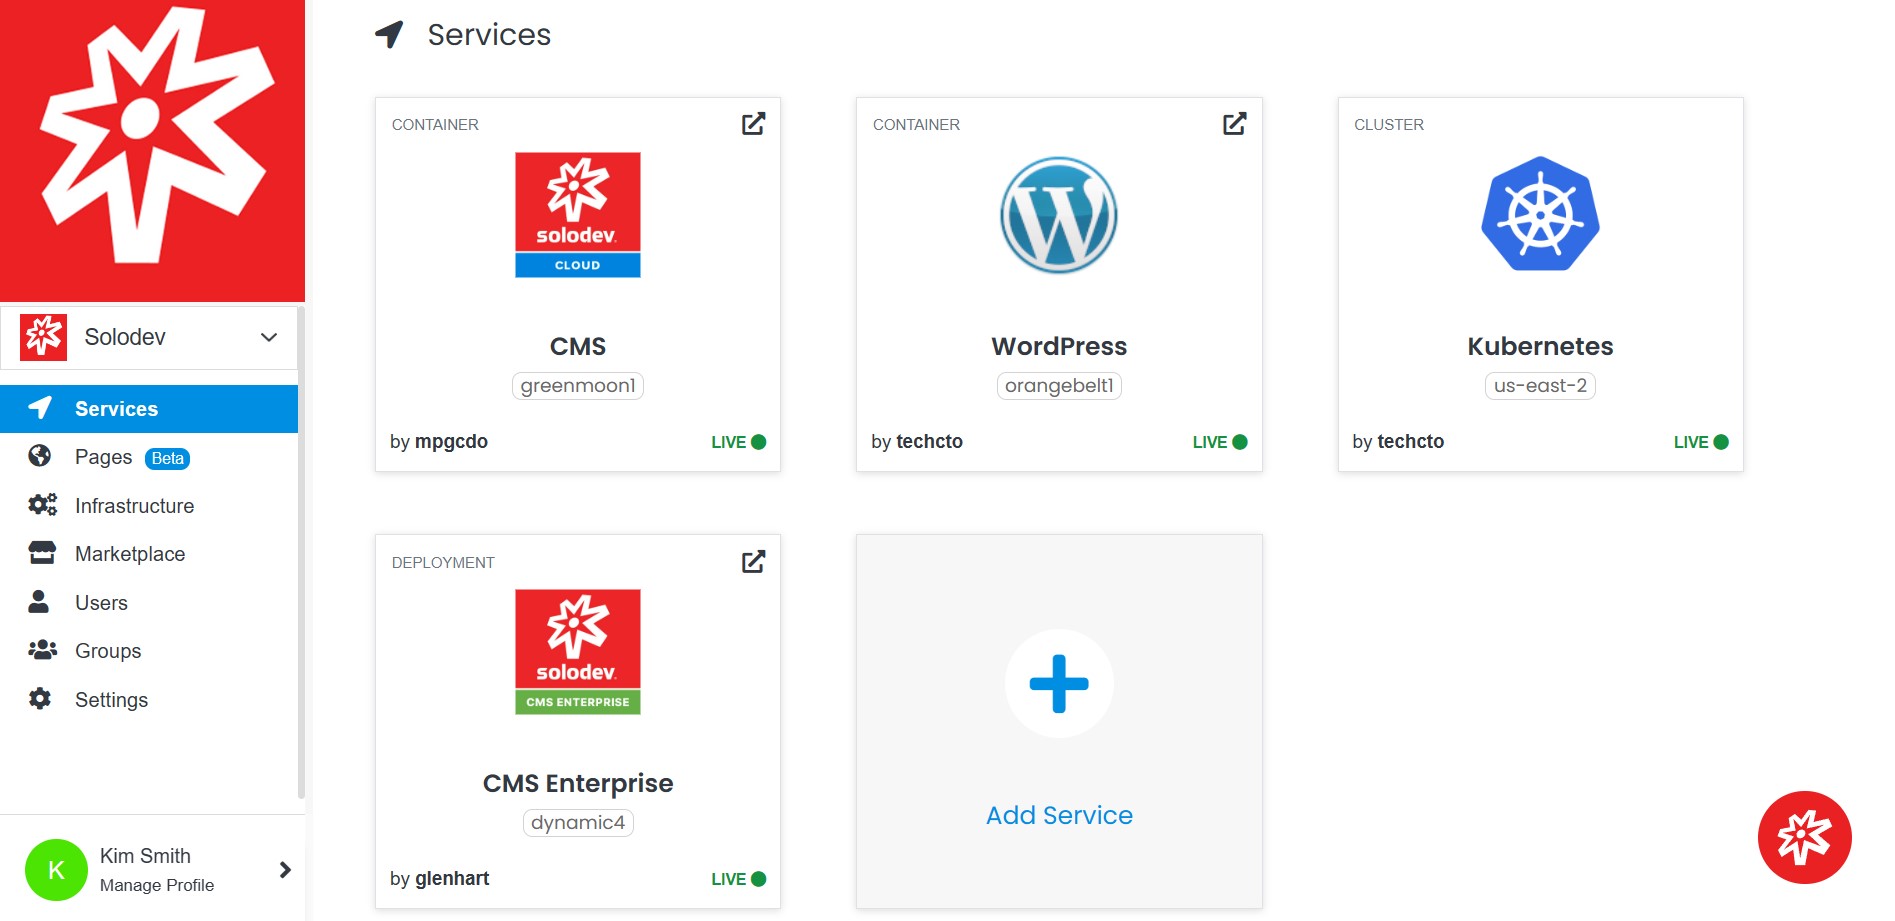 Services
Solodev
Services
Pages Beta
Infrastructure
Marketplace
Users
Groups
Settings
K
Kim Smith
Manage Profile
CONTAINER
solodev.
CLOUD
CMS
greenmoon1
by mpgcdo LIVE
CONTAINER
W
WordPress
orangebelt1
by techcto LIVE
CLUSTER
Kubernetes
us-east-2
by techcto LIVE
DEPLOYMENT
solodev.
CMS ENTERPRISE
CMS Enterprise
dynamic4
by glenhart LIVE
Add Service